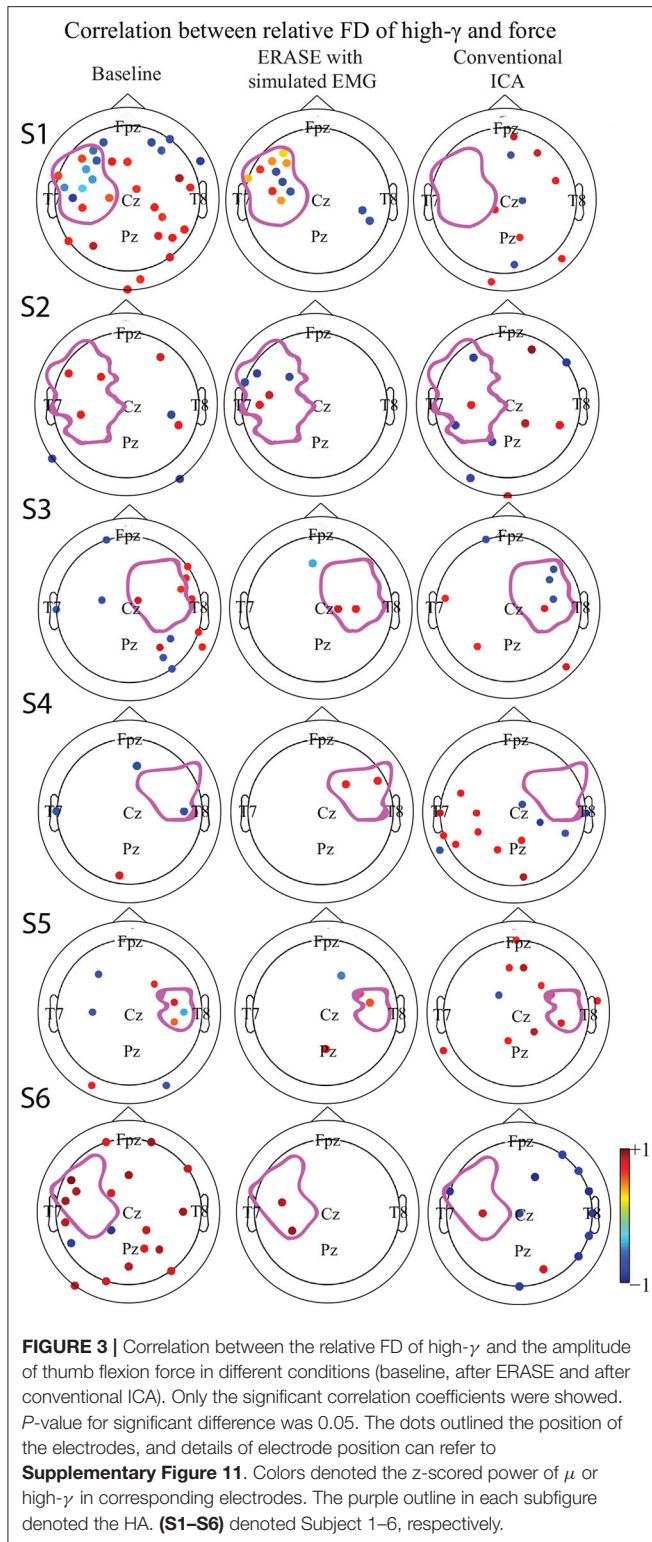 Correlation between relative FD of high-γ and force
Baseline
ERASE with simulated EMG
Conventional ICA
S1
Fpz
T7
Cz
T8
Pz
Fpz
T7
Cz
T8
Pz
Fpz
T7
Cz
T8
Pz
S2
Fpz
T7
Cz
T8
Pz
Fpz
T7
Cz
T8
Pz
Fpz
T7
Cz
T8
Pz
S3
Fpz
T7
Cz
T8
Pz
Fpz
T7
Cz
T8
Pz
Fpz
T7
Cz
T8
Pz
S4
Fpz
T7
Cz
T8
Pz
Fpz
T7
Cz
T8
Pz
Fpz
T7
Cz
T8
Pz
S5
Fpz
T7
Cz
T8
Pz
Fpz
T7
Cz
T8
Pz
Fpz
T7
Cz
T8
Pz
S6
Fpz
T7
Cz
T8
Pz
Fpz
T7
Cz
T8
Pz
Fpz
T7
Cz
T8
Pz
+1
−1
FIGURE 3 | Correlation between the relative FD of high-γ and the amplitude
of thumb flexion force in different conditions (baseline, after ERASE and after
conventional ICA). Only the significant correlation coefficients were showed.
P-value for significant difference was 0.05. The dots outlined the position of
the electrodes, and details of electrode position can refer to
Supplementary Figure 11. Colors denoted the z-scored power of μ or
high-γ in corresponding electrodes. The purple outline in each subfigure
denoted the HA. (S1–S6) denoted Subject 1–6, respectively.